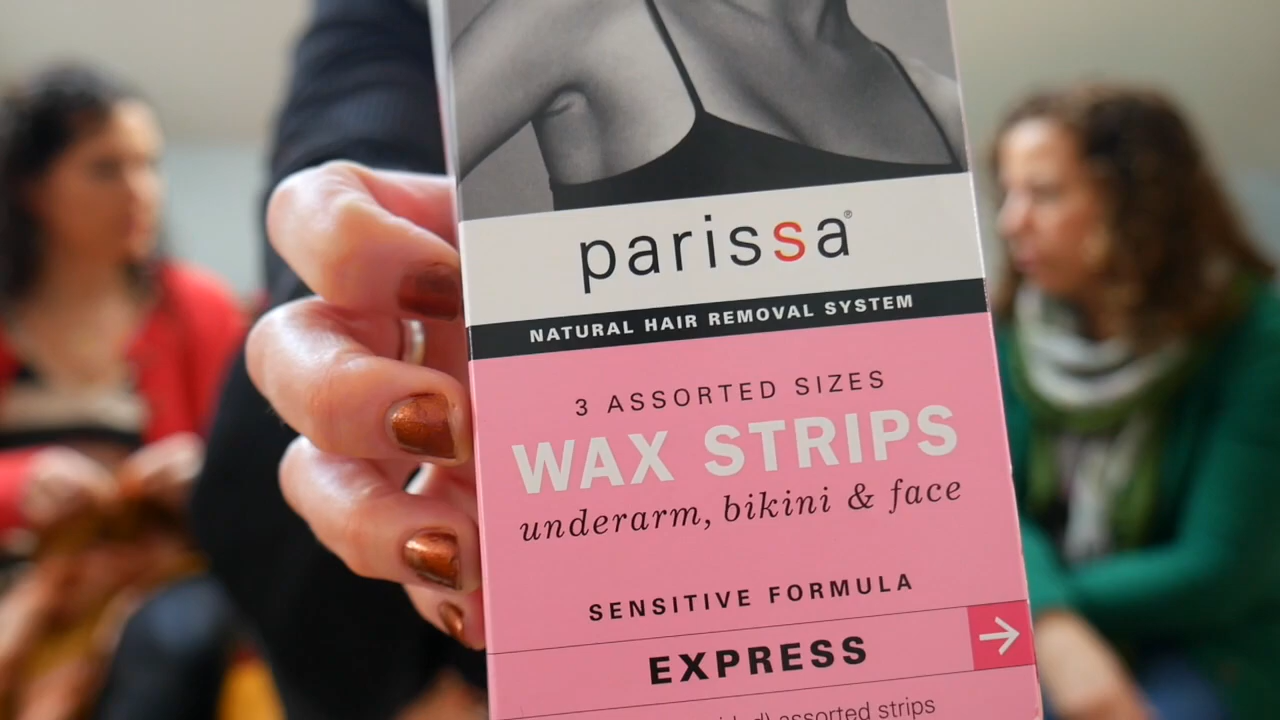 parissa®
NATURAL HAIR REMOVAL SYSTEM
3 ASSORTED SIZES
WAX STRIPS
underarm, bikini & face
SENSITIVE FORMULA
EXPRESS
assorted strips